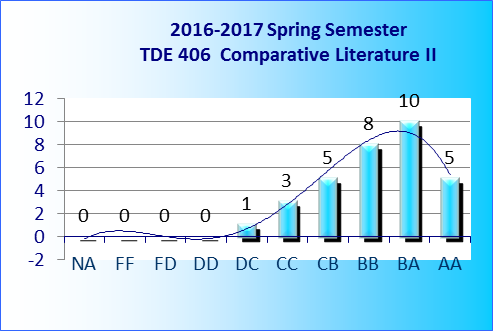 2016-2017 Spring Semester
TDE 406 Comparative Literature II
12
10
8
6
4
2
0
-2
0 0 0 0 1 3 5 8 10 5
NA FF FD DD DC CC CB BB BA AA